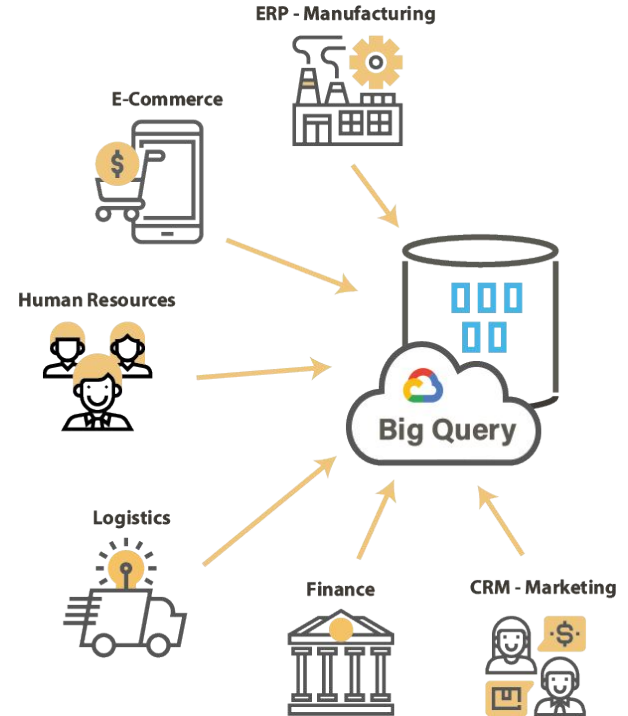 ERP - Manufacturing
E-Commerce
$
Human Resources
Big Query
Logistics
Finance
CRM - Marketing
$